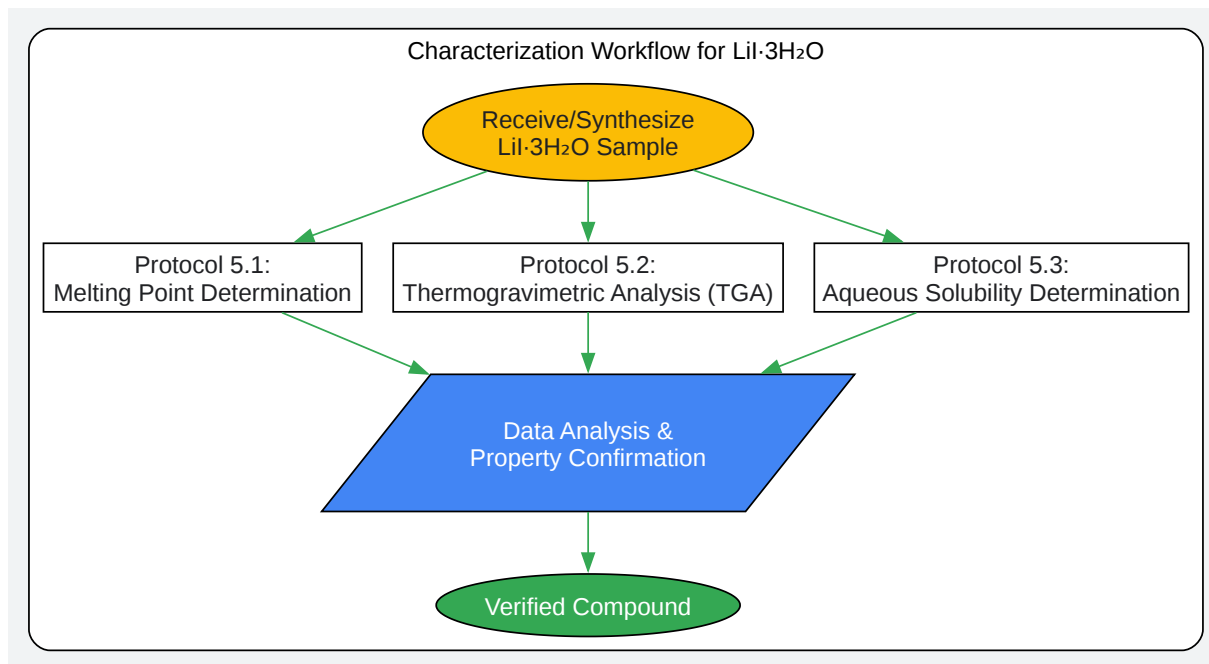 Characterization Workflow for LiI·3H₂O
Receive/Synthesize
LiI·3H₂O Sample
Protocol 5.1:
Melting Point Determination
Protocol 5.2:
Thermogravimetric Analysis (TGA)
Protocol 5.3:
Aqueous Solubility Determination
Data Analysis &
Property Confirmation
Verified Compound